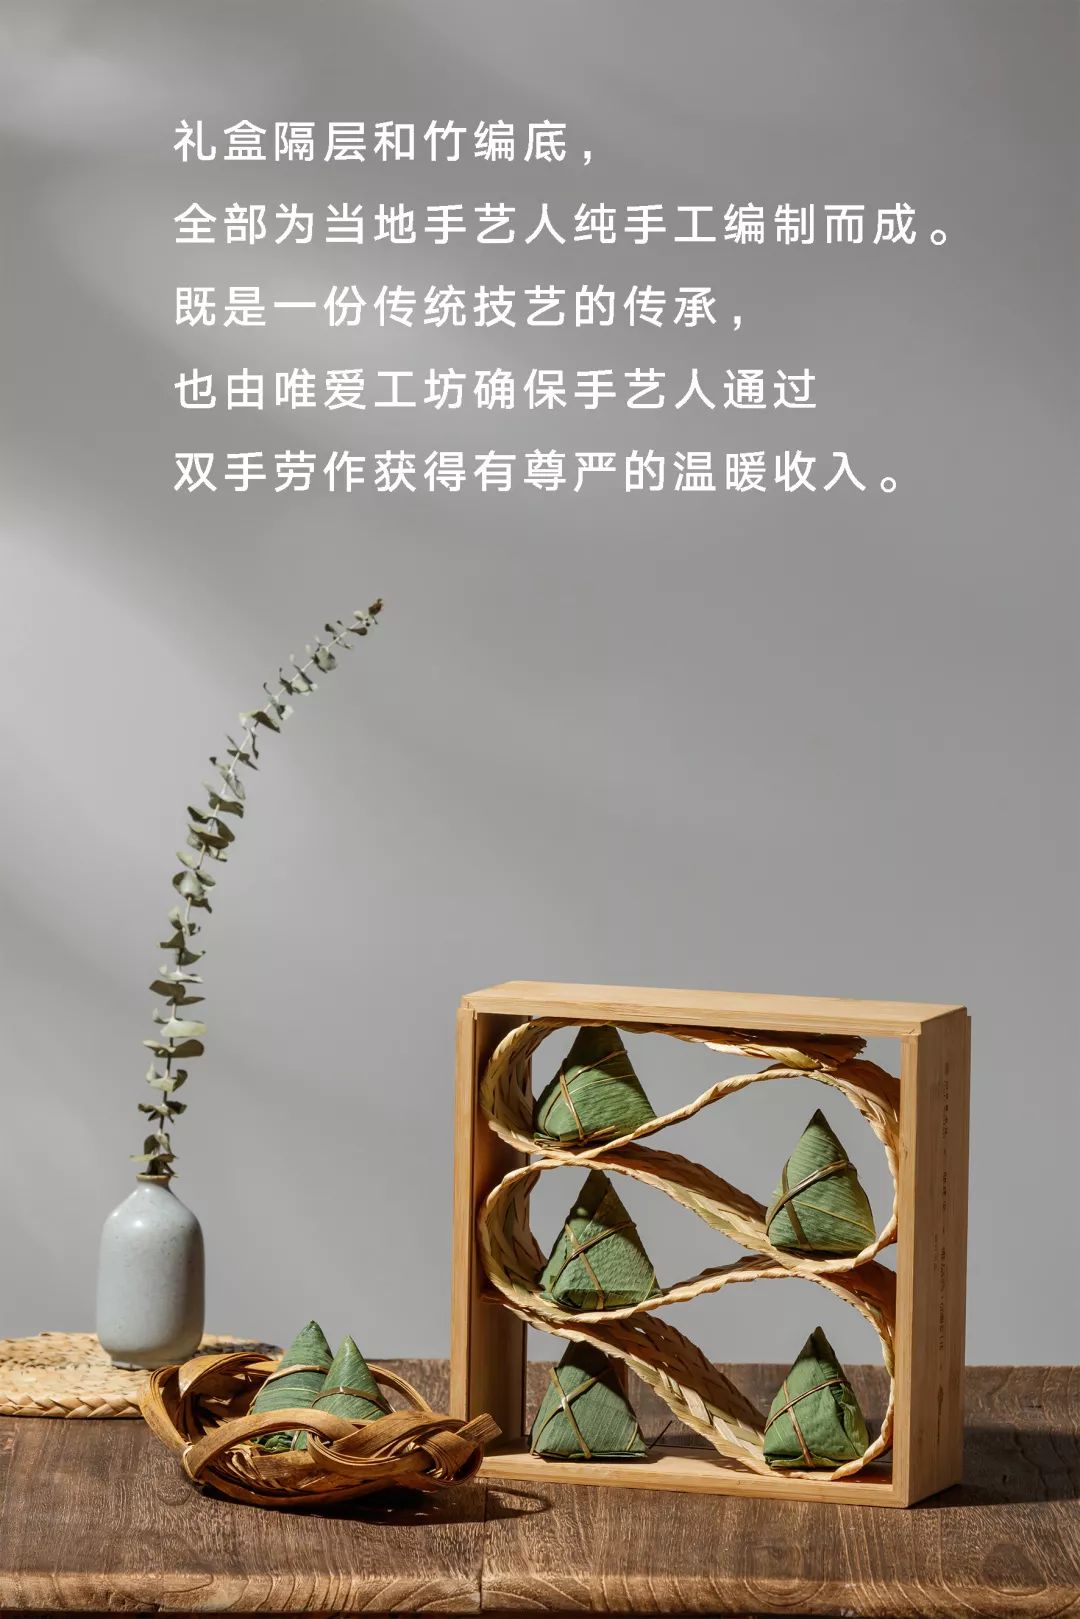 礼盒隔层和竹编底，
全部为当地手艺人纯手工编制而成。
既是一份传统技艺的传承，
也由唯爱工坊确保手艺人通过
双手劳作获得有尊严的温暖收入。